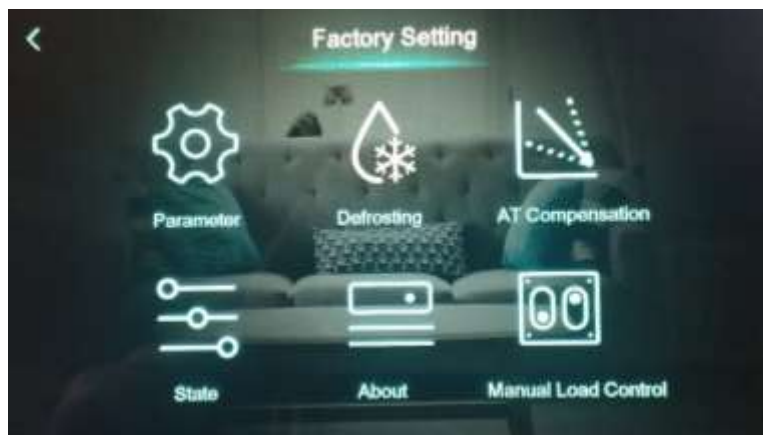 Factory Setting
Parameter
Defrosting
AT Compensation
State
About
Manual Load Control